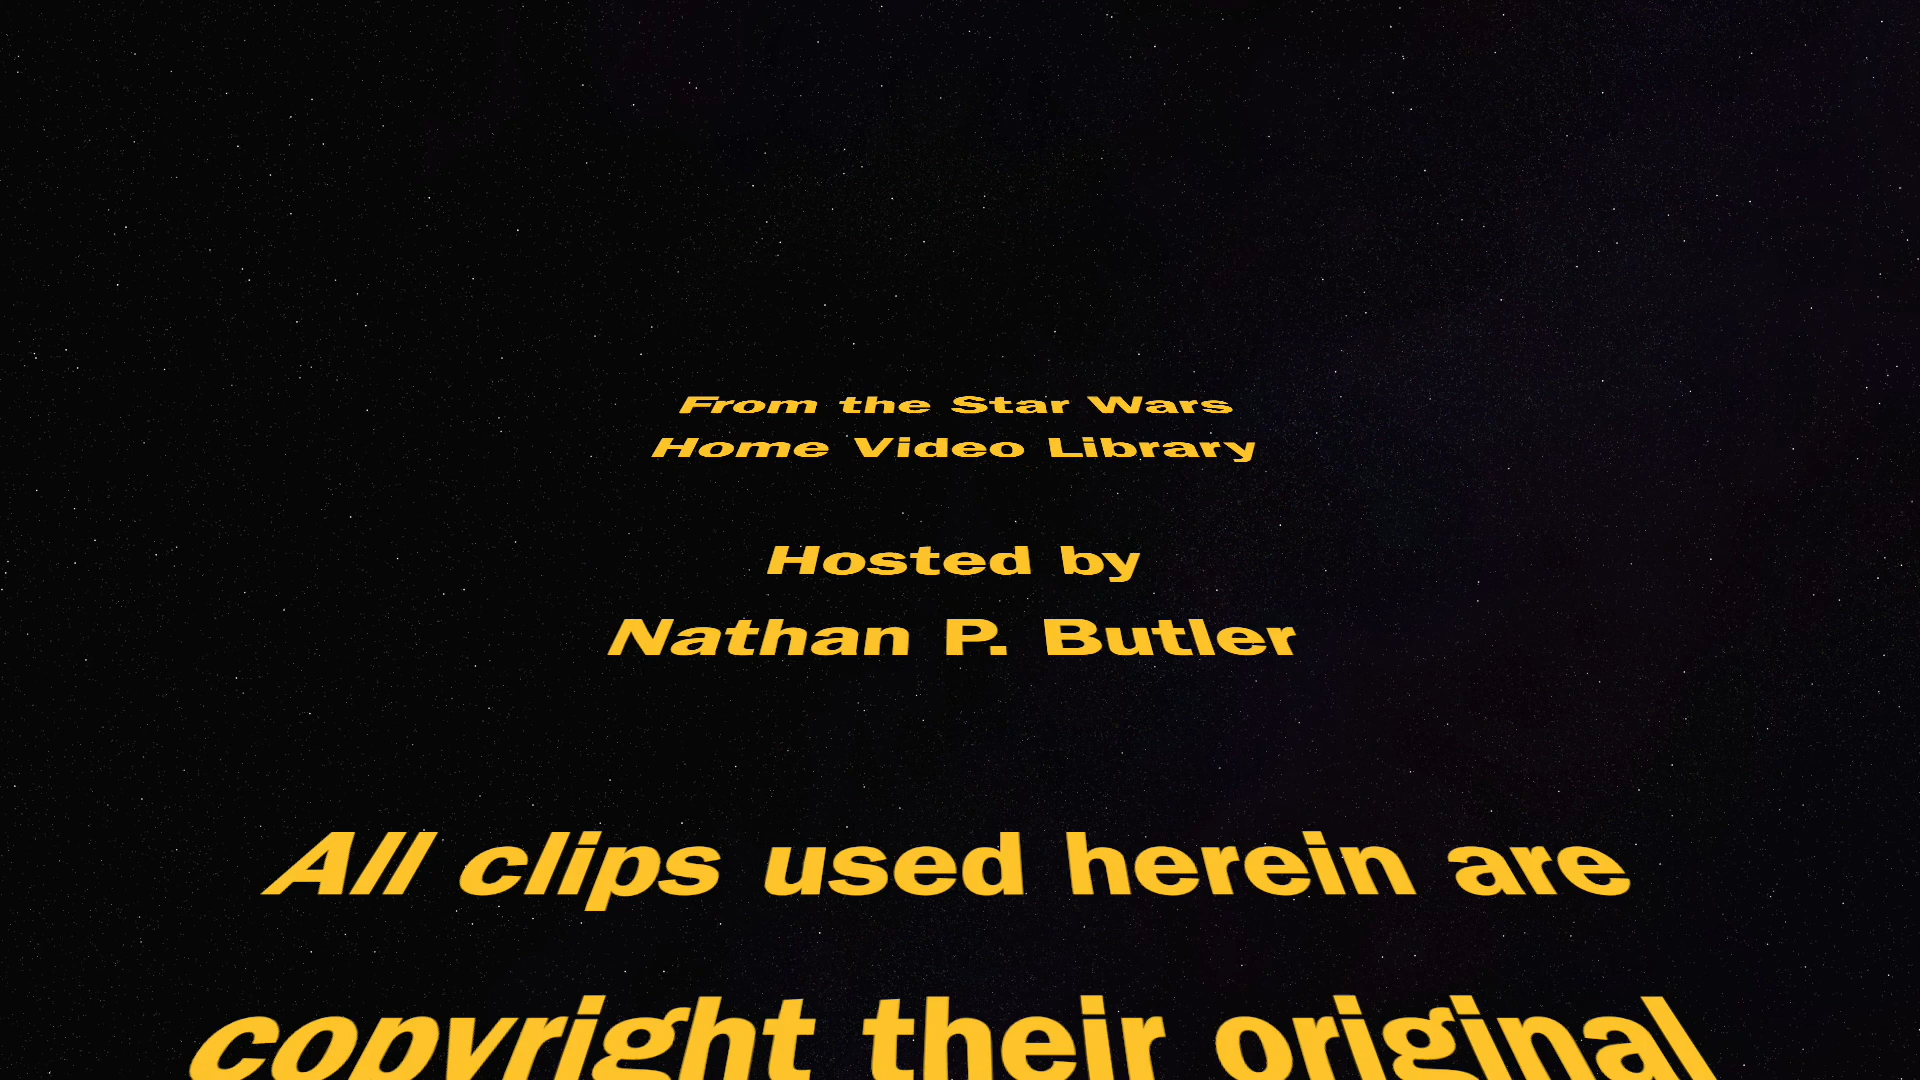 From the Star Wars
Home Video Library
Hosted by
Nathan P. Butler
All clips used herein are
copyright their original